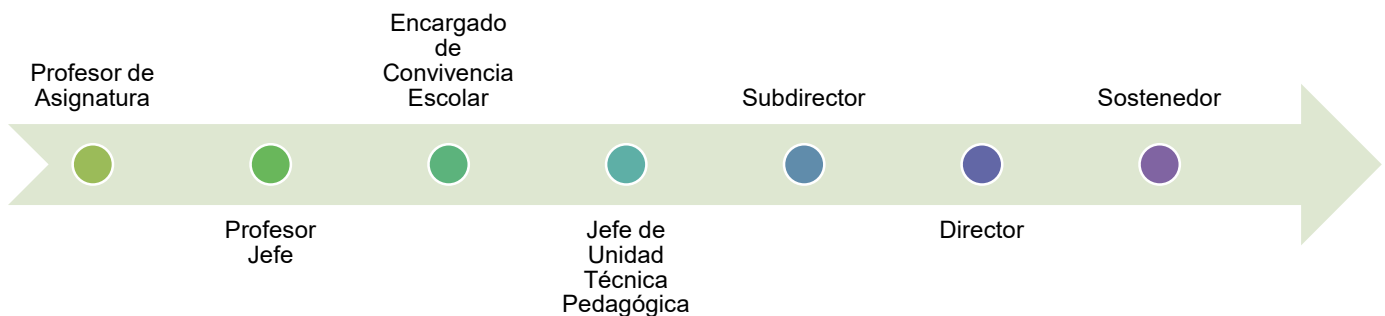 Profesor de
Asignatura
Profesor
Jefe
Encargado
de
Convivencia
Escolar
Jefe de
Unidad
Técnica
Pedagógica
Subdirector
Director
Sostenedor